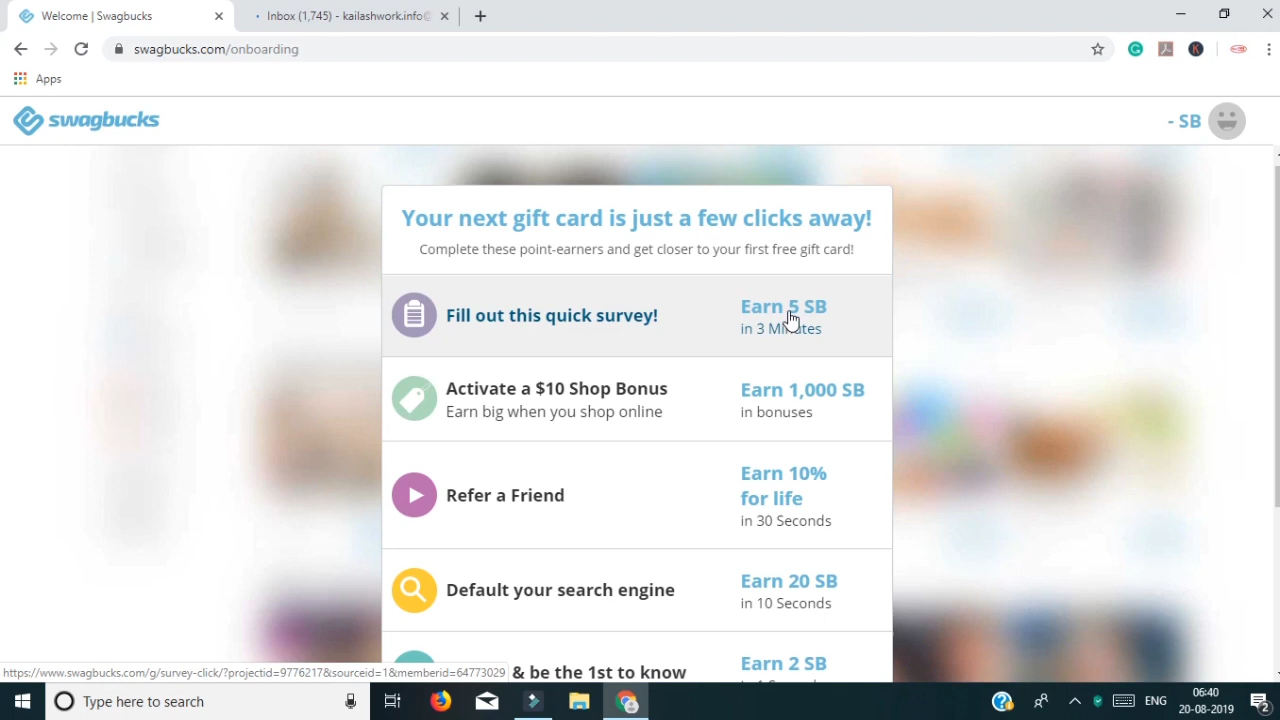 Welcome | Swagbucks
Inbox (1,745) - kailashwork.info@
swagbucks.com/onboarding
Apps
swagbucks
- SB
Your next gift card is just a few clicks away!
Complete these point-earners and get closer to your first free gift card!
Fill out this quick survey!
Earn 5 SB
in 3 Minutes
Activate a $10 Shop Bonus
Earn big when you shop online
Earn 1,000 SB
in bonuses
Refer a Friend
Earn 10%
for life
in 30 Seconds
Default your search engine
Earn 20 SB
in 10 Seconds
& be the 1st to know
Earn 2 SB
https://www.swagbucks.com/g/survey-click/?projectid=9776217&sourceid=1&memberid=64773029
Type here to search
ENG
06:40
20-08-2019
2